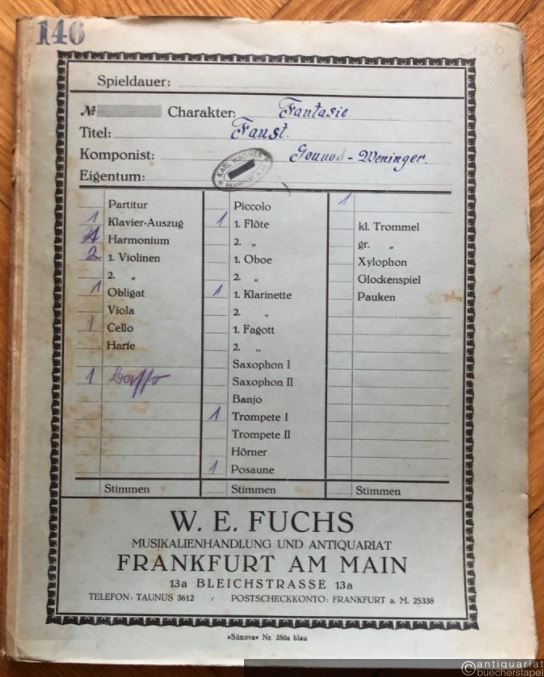 146
Spieldauer:
№ Charakter: Fantasie
Titel: Faust.
Komponist: Gounod-Weninger.
Eigentum: KARL WAGNER
Partitur
1 Klavier-Auszug
1 Harmonium
2 1. Violinen
2. „
1 Obligat
Viola
1 Cello
Harfe
1 Basso
Stimmen
Piccolo
1 1. Flöte
2. „
1. Oboe
2. „
1 1. Klarinette
2. „
1. Fagott
2. „
Saxophon I
Saxophon II
Banjo
1 Trompete I
Trompete II
Hörner
1 Posaune
Stimmen
1
kl. Trommel
gr. „
Xylophon
Glockenspiel
Pauken
Stimmen
W. E. FUCHS
MUSIKALIENHANDLUNG UND ANTIQUARIAT
FRANKFURT AM MAIN
13a BLEICHSTRASSE 13a
TELEFON: TAUNUS 3612 / POSTSCHECKKONTO: FRANKFURT a. M. 25338
»Sünova« Nr. 350a blau
antiquariat
buecherstapel